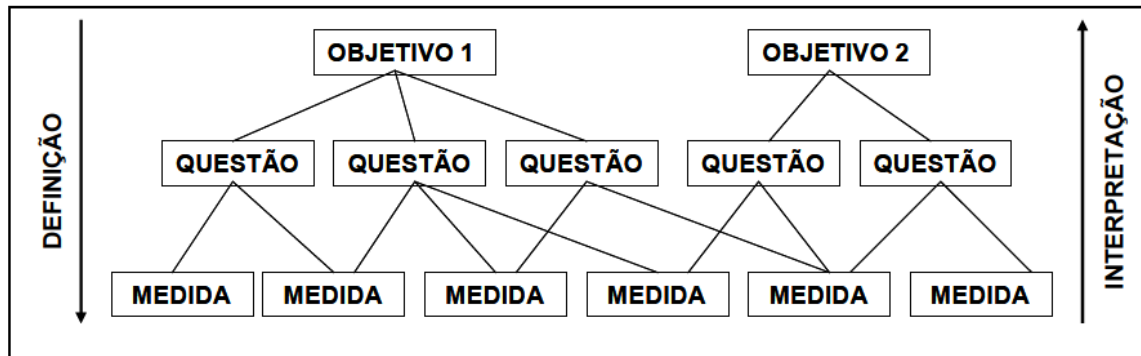 OBJETIVO 1
OBJETIVO 2
DEFINIÇÃO
INTERPRETAÇÃO
QUESTÃO
QUESTÃO
QUESTÃO
QUESTÃO
QUESTÃO
MEDIDA
MEDIDA
MEDIDA
MEDIDA
MEDIDA
MEDIDA